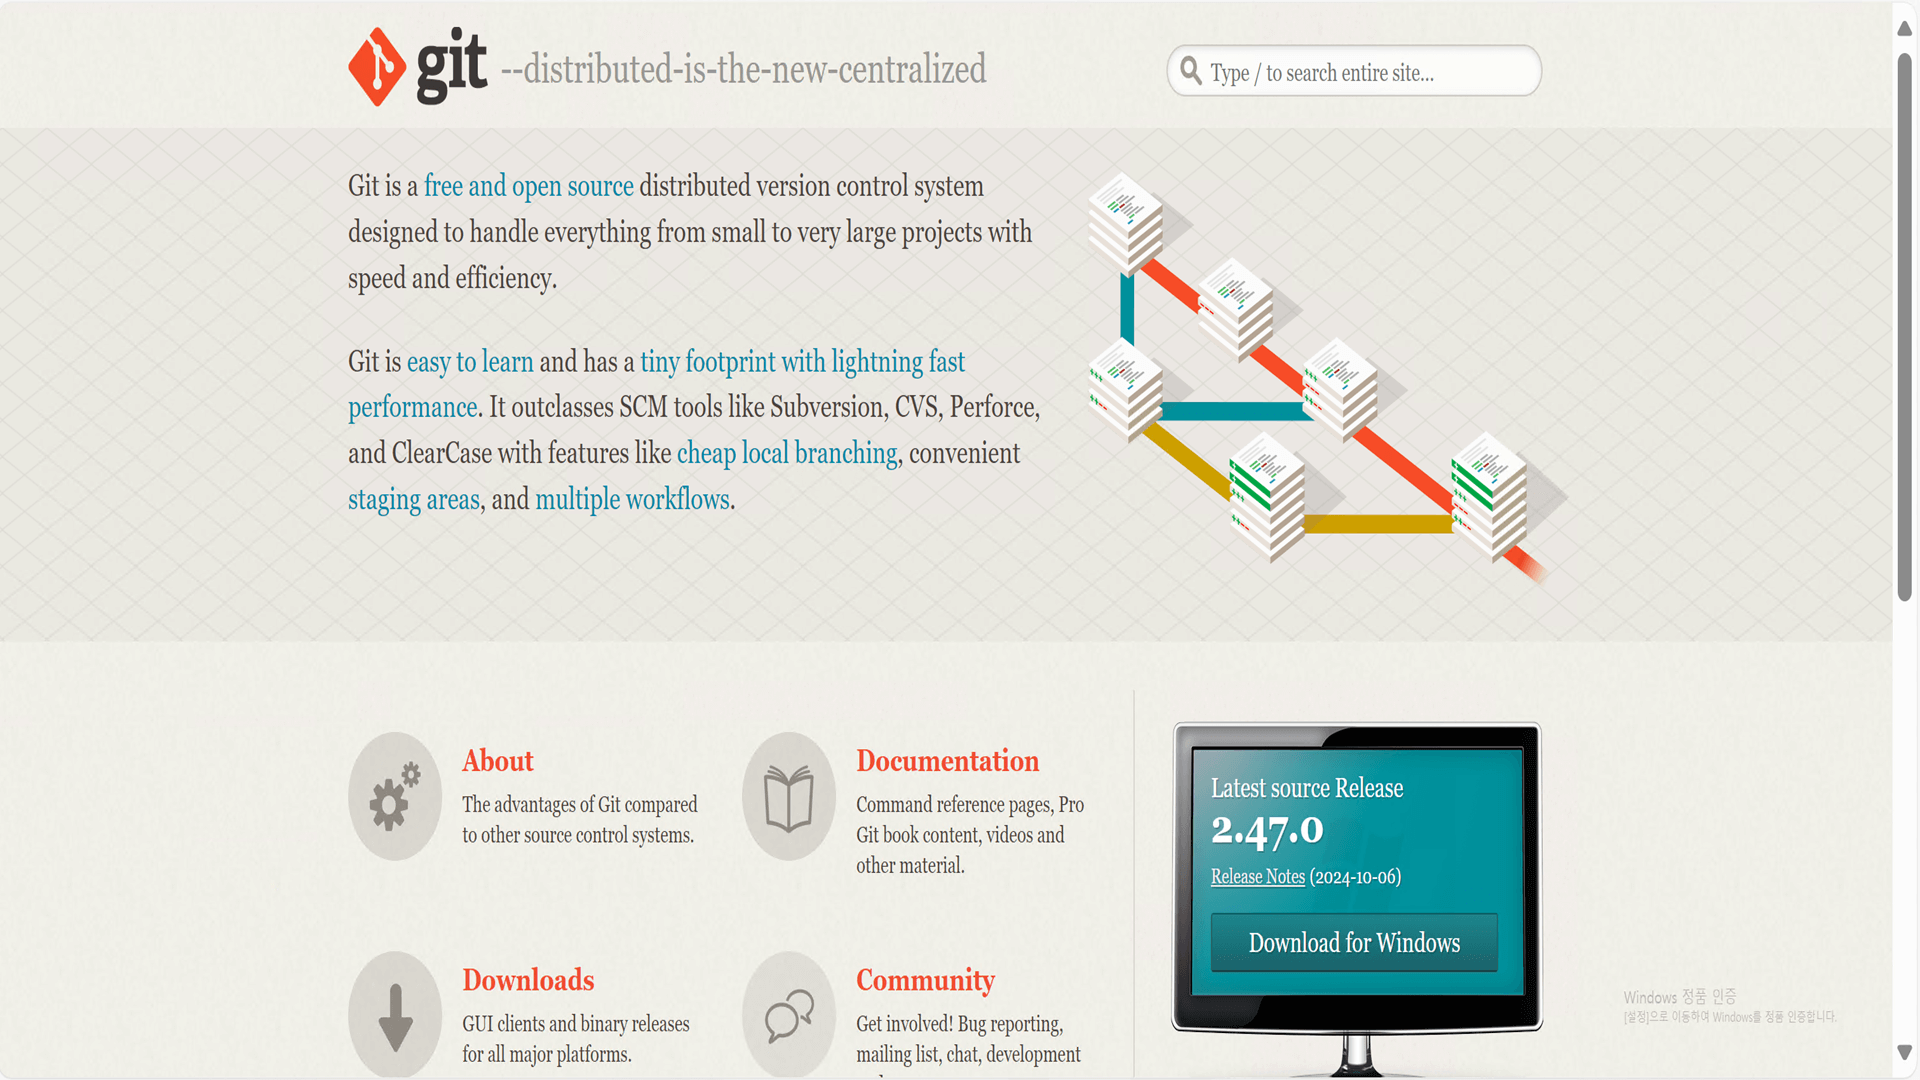 git --distributed-is-the-new-centralized
Type / to search entire site...
Git is a free and open source distributed version control system
designed to handle everything from small to very large projects with
speed and efficiency.
Git is easy to learn and has a tiny footprint with lightning fast
performance. It outclasses SCM tools like Subversion, CVS, Perforce,
and ClearCase with features like cheap local branching, convenient
staging areas, and multiple workflows.
About
The advantages of Git compared
to other source control systems.
Documentation
Command reference pages, Pro
Git book content, videos and
other material.
Downloads
GUI clients and binary releases
for all major platforms.
Community
Get involved! Bug reporting,
mailing list, chat, development
Latest source Release
2.47.0
Release Notes (2024-10-06)
Download for Windows
Windows 정품 인증
[설정]으로 이동하여 Windows를 정품 인증합니다.